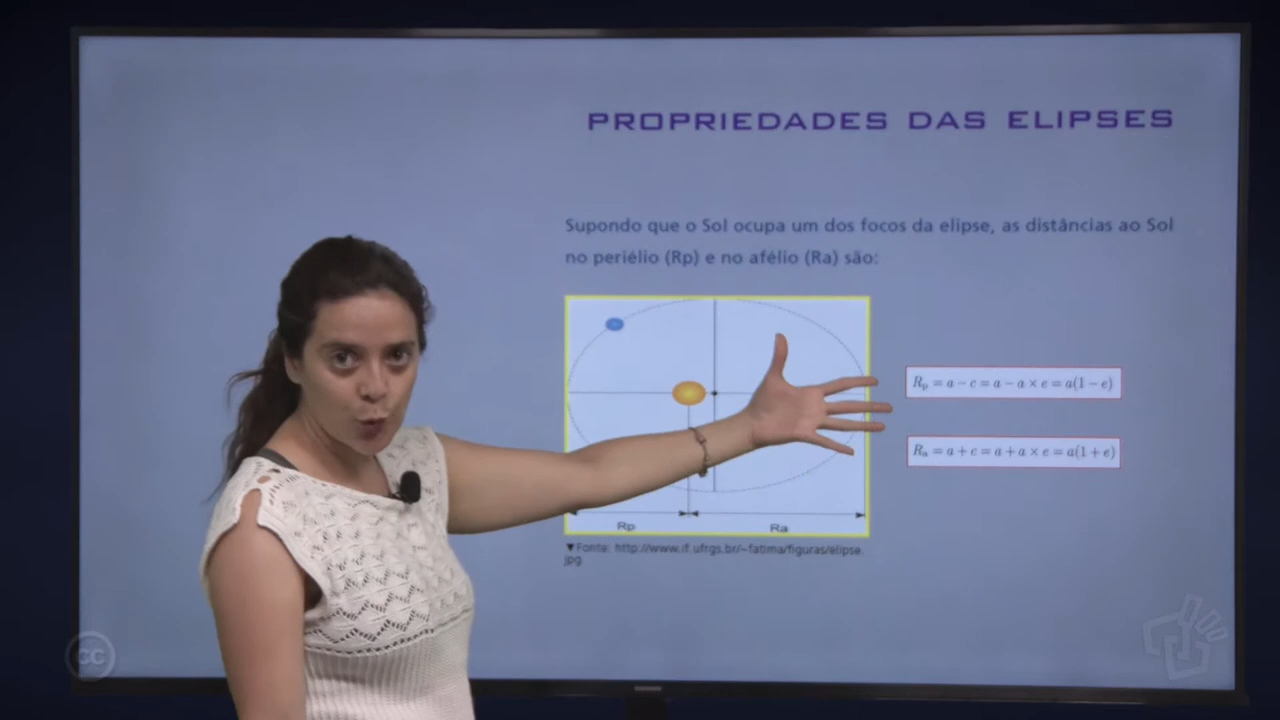 PROPRIEDADES DAS ELIPSES
Supondo que o Sol ocupa um dos focos da elipse, as distâncias ao Sol
no periélio (Rp) e no afélio (Ra) são:
R_p = a − c = a − a × e = a(1 − e)
R_a = a + c = a + a × e = a(1 + e)
Rp Ra
▼Fonte: http://www.if.ufrgs.br/~fatima/figuras/elipse.
jpg
cc